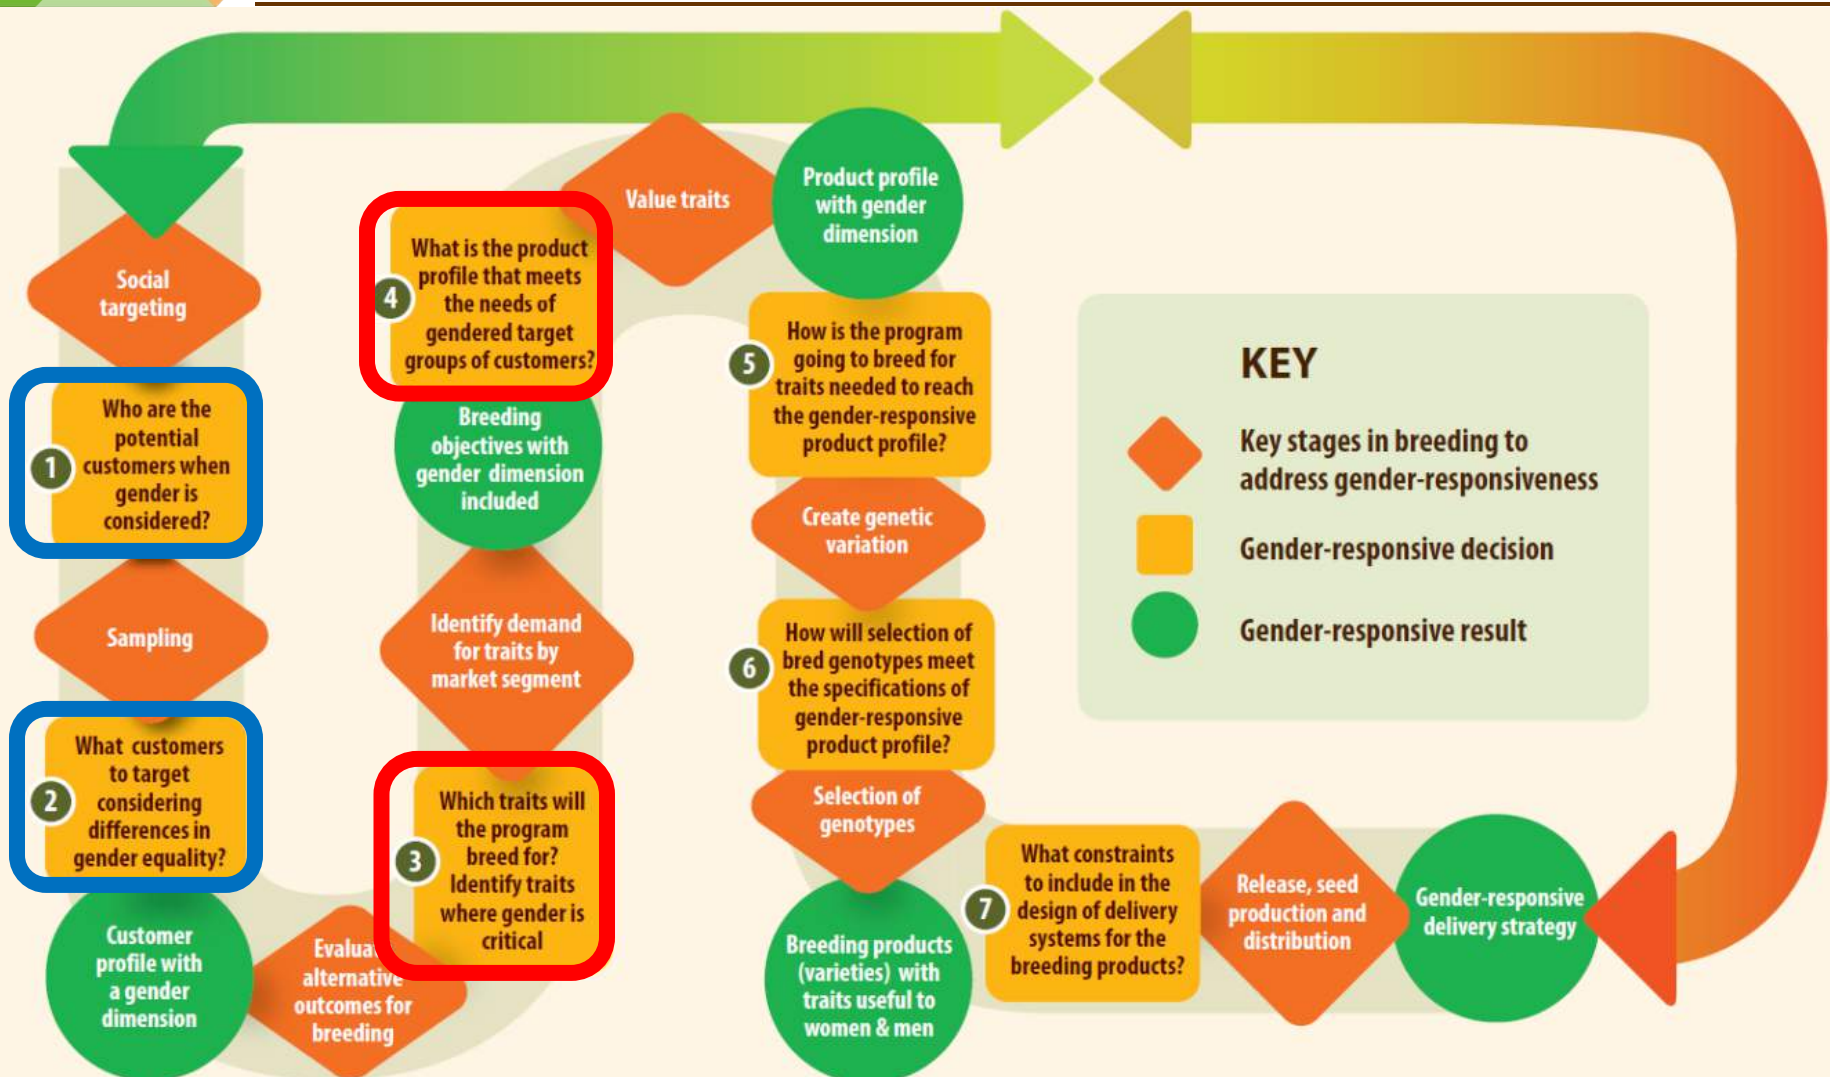 Social
targeting
1
Who are the
potential
customers when
gender is
considered?
Sampling
2
What customers
to target
considering
differences in
gender equality?
Customer
profile with
a gender
dimension
Evaluate
alternative
outcomes for
breeding
3
Which traits will
the program
breed for?
Identify traits
where gender is
critical
Identify demand
for traits by
market segment
Breeding
objectives with
gender dimension
included
4
What is the product
profile that meets
the needs of
gendered target
groups of customers?
Value traits
Product profile
with gender
dimension
5
How is the program
going to breed for
traits needed to reach
the gender-responsive
product profile?
Create genetic
variation
6
How will selection of
bred genotypes meet
the specifications of
gender-responsive
product profile?
Selection of
genotypes
Breeding products
(varieties) with
traits useful to
women & men
7
What constraints
to include in the
design of delivery
systems for the
breeding products?
Release, seed
production and
distribution
Gender-responsive
delivery strategy
KEY
Key stages in breeding to
address gender-responsiveness
Gender-responsive decision
Gender-responsive result